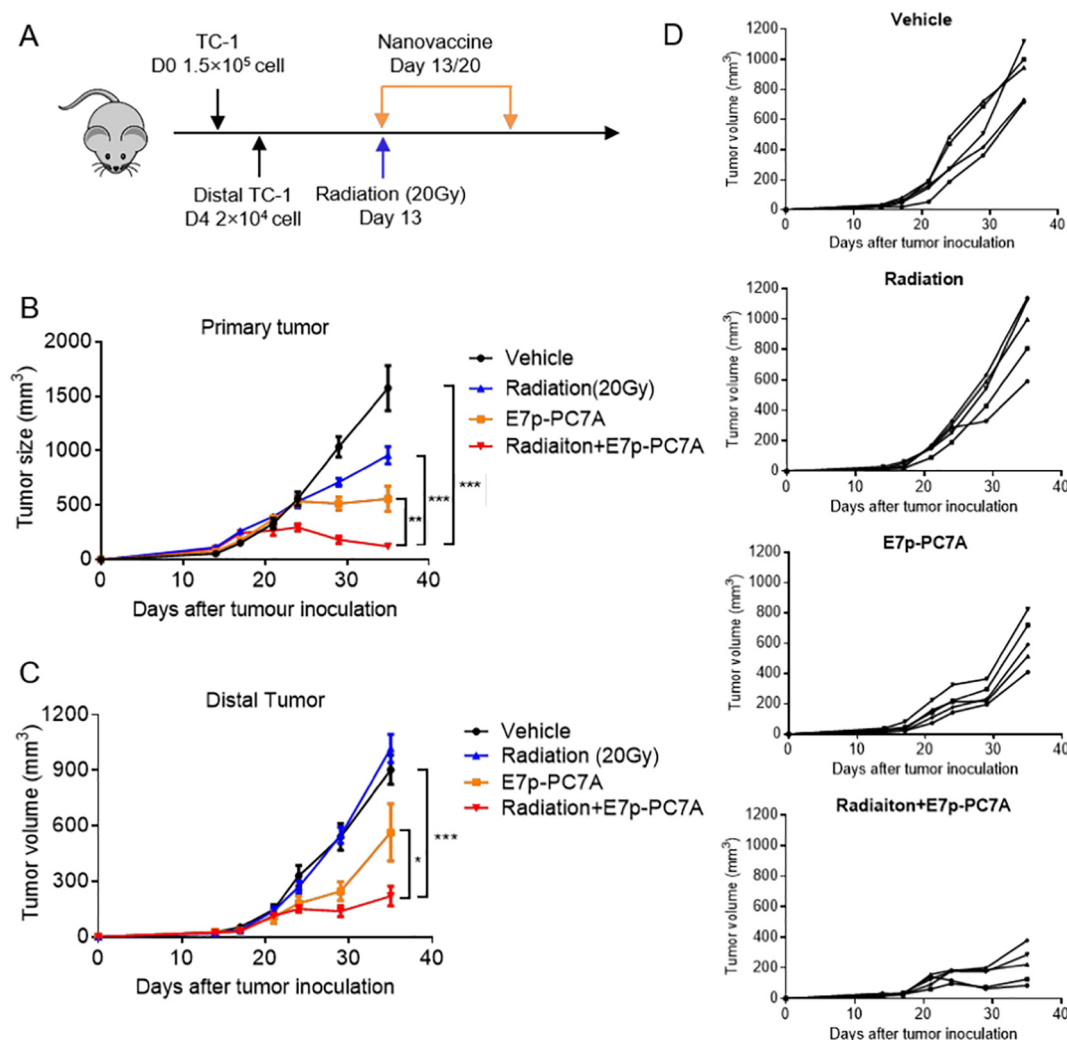 A
TC-1
D0 1.5×10⁵ cell
Nanovaccine
Day 13/20
Distal TC-1
D4 2×10⁴ cell
Radiation (20Gy)
Day 13
B
Primary tumor
Tumor size (mm³)
2000
1500
1000
500
0
0 10 20 30 40
Days after tumour inoculation
Vehicle
Radiation(20Gy)
E7p-PC7A
Radiaiton+E7p-PC7A
**
***
***
C
Distal Tumor
Tumor volume (mm³)
1200
900
600
300
0
0 10 20 30 40
Days after tumor inoculation
Vehicle
Radiation (20Gy)
E7p-PC7A
Radiation+E7p-PC7A
*
***
D
Vehicle
Tumor volume (mm³)
1200
1000
800
600
400
200
0
0 10 20 30 40
Days after tumor inoculation
Radiation
Tumor volume (mm³)
1200
1000
800
600
400
200
0
0 10 20 30 40
Days after tumor inoculation
E7p-PC7A
Tumor volume (mm³)
1200
1000
800
600
400
200
0
0 10 20 30 40
Days after tumor inoculation
Radiaiton+E7p-PC7A
Tumor volume (mm³)
1200
1000
800
600
400
200
0
0 10 20 30 40
Days after tumor inoculation